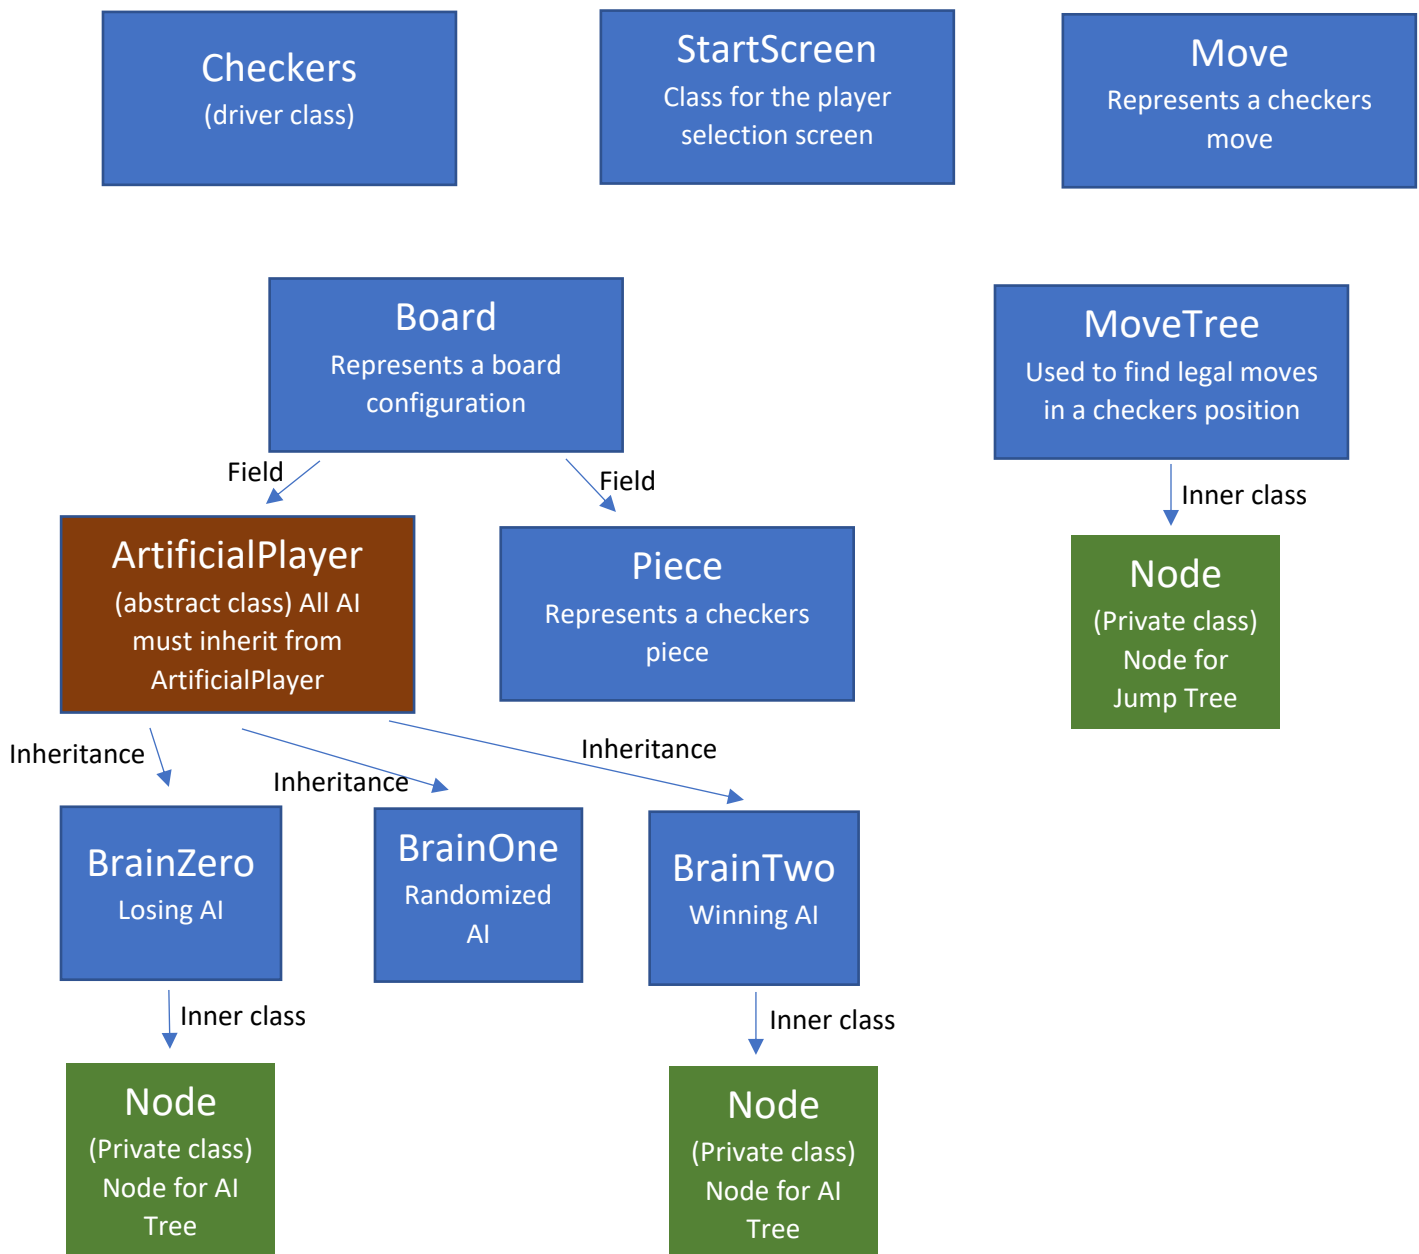 Checkers
(driver class)
StartScreen
Class for the player
selection screen
Move
Represents a checkers
move
Board
Represents a board
configuration
MoveTree
Used to find legal moves
in a checkers position
Field
Field
Inner class
ArtificialPlayer
(abstract class) All AI
must inherit from
ArtificialPlayer
Piece
Represents a checkers
piece
Node
(Private class)
Node for
Jump Tree
Inheritance
Inheritance
Inheritance
BrainZero
Losing AI
BrainOne
Randomized
AI
BrainTwo
Winning AI
Inner class
Inner class
Node
(Private class)
Node for AI
Tree
Node
(Private class)
Node for AI
Tree